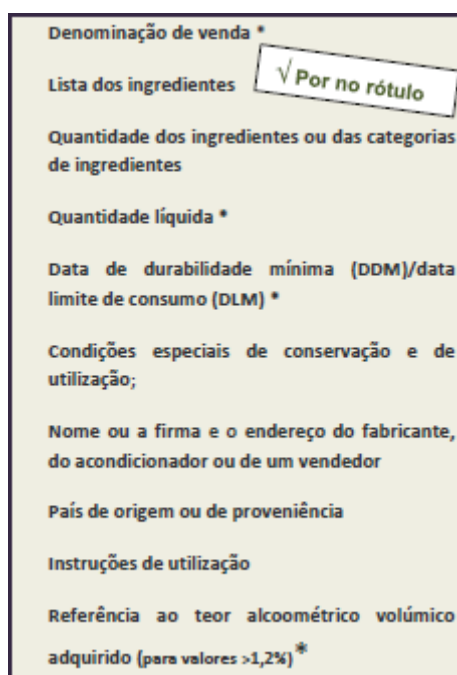 Denominação de venda *
√ Por no rótulo
Lista dos ingredientes
Quantidade dos ingredientes ou das categorias
de ingredientes
Quantidade líquida *
Data de durabilidade mínima (DDM)/data
limite de consumo (DLM) *
Condições especiais de conservação e de
utilização;
Nome ou a firma e o endereço do fabricante,
do acondicionador ou de um vendedor
País de origem ou de proveniência
Instruções de utilização
Referência ao teor alcoométrico volúmico
adquirido (para valores >1,2%) *